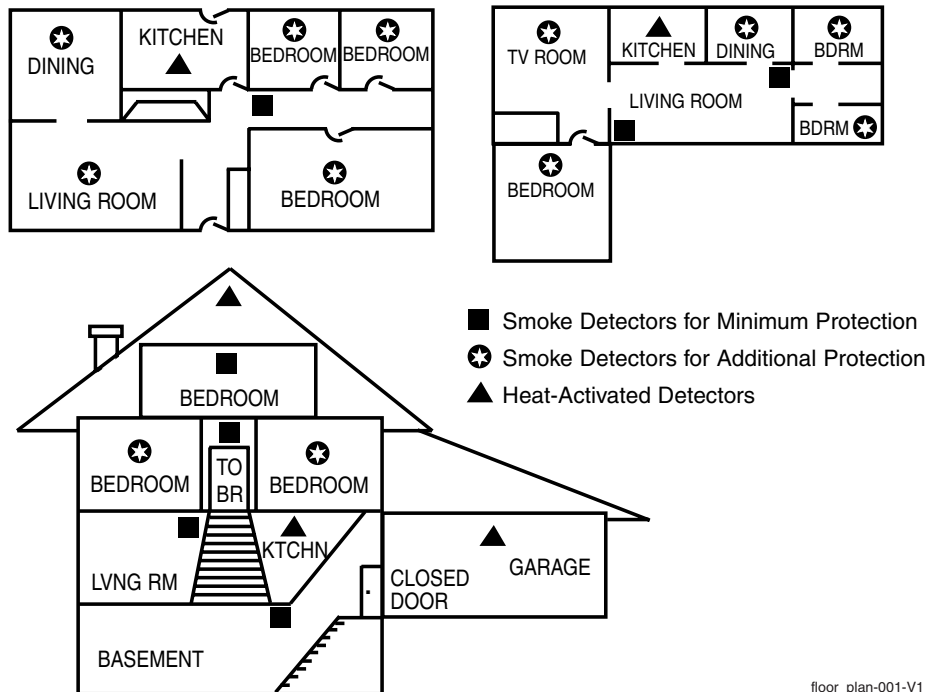 KITCHEN
DINING
BEDROOM
BEDROOM
LIVING ROOM
BEDROOM
TV ROOM
KITCHEN
DINING
BDRM
LIVING ROOM
BDRM
BEDROOM
Smoke Detectors for Minimum Protection
Smoke Detectors for Additional Protection
Heat-Activated Detectors
BEDROOM
BEDROOM
TO
BR
BEDROOM
LVNG RM
KTCHN
CLOSED
DOOR
GARAGE
BASEMENT
floor_plan-001-V1